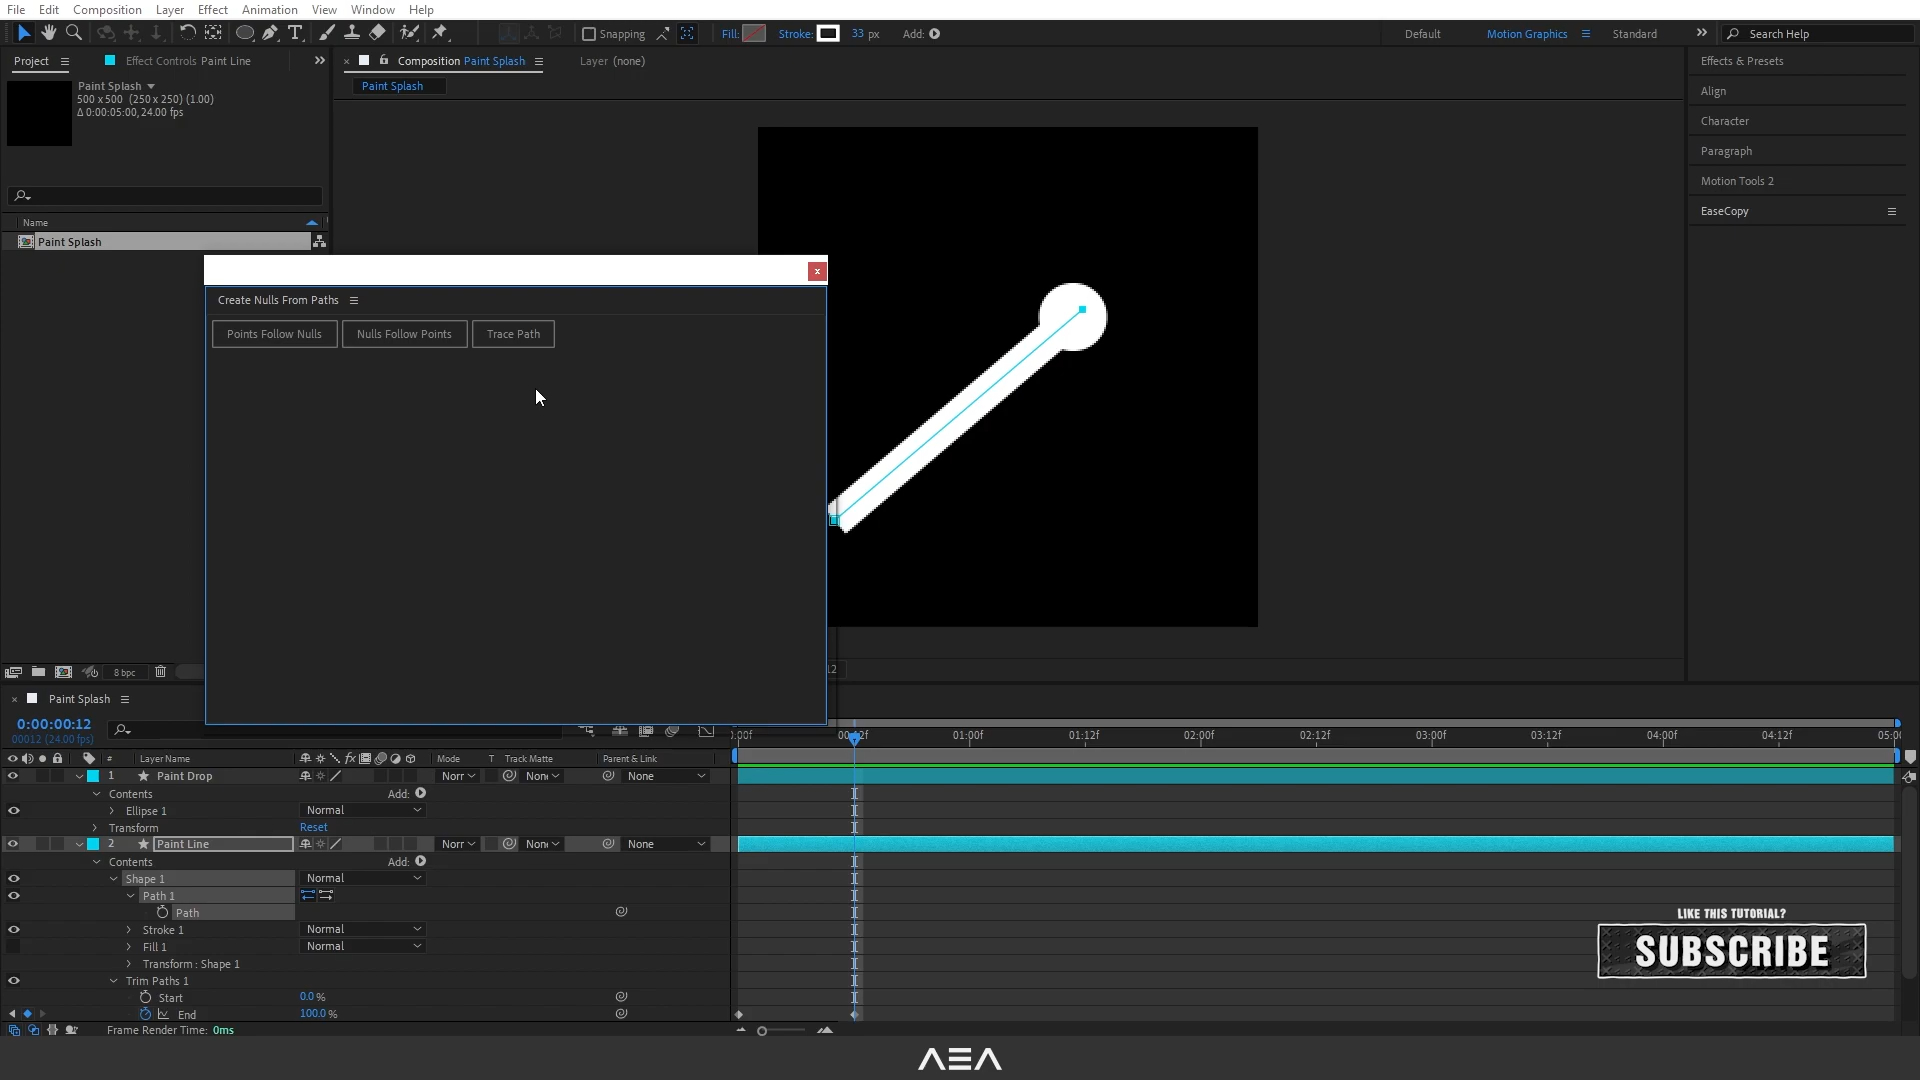 File Edit Composition Layer Effect Animation View Window Help
Snapping Fill: Stroke: 33 px Add: Default Motion Graphics Standard Search Help
Project Effect Controls Paint Line Composition Paint Splash Layer (none) Effects & Presets
Paint Splash
500 x 500 (250 x 250) (1.00)
Δ 0:00:05:00, 24.00 fps
Paint Splash
Align
Character
Paragraph
Motion Tools 2
EaseCopy
Name
Paint Splash
Create Nulls From Paths
Points Follow Nulls Nulls Follow Points Trace Path
8 bpc
Paint Splash
0:00:00:12
00012 (24.00 fps)
01:00f 01:12f 02:00f 02:12f 03:00f 03:12f 04:00f 04:12f
# Layer Name Mode T Track Matte Parent & Link
1 Paint Drop None
Contents Add:
Ellipse 1 Normal
Transform Reset
2 Paint Line None
Contents Add:
Shape 1 Normal
Path 1
Path
Stroke 1 Normal
Fill 1 Normal
Transform : Shape 1
Trim Paths 1
Start 0.0 %
End 100.0 %
Frame Render Time: 0ms
LIKE THIS TUTORIAL?
SUBSCRIBE